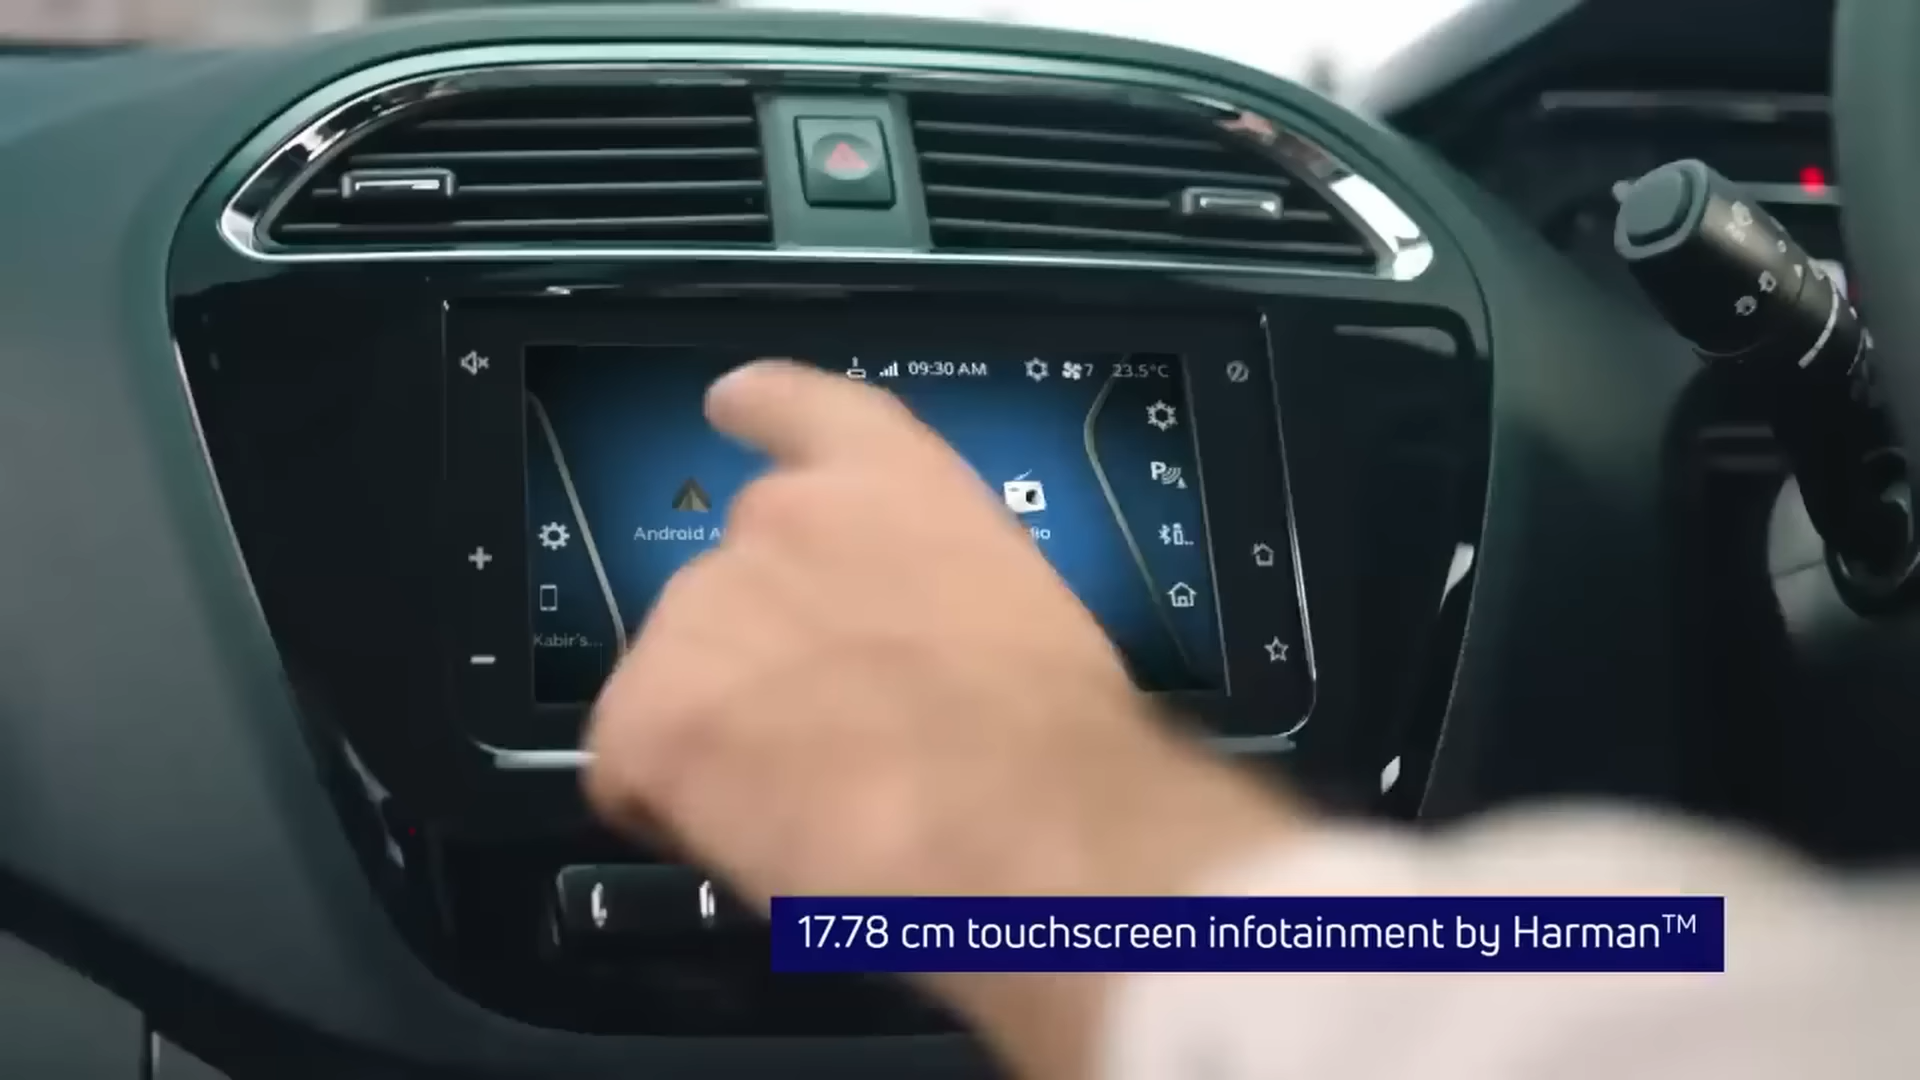 09:30 AM
7
23.5°C
Android
P
Kabir's...
17.78 cm touchscreen infotainment by Harman™